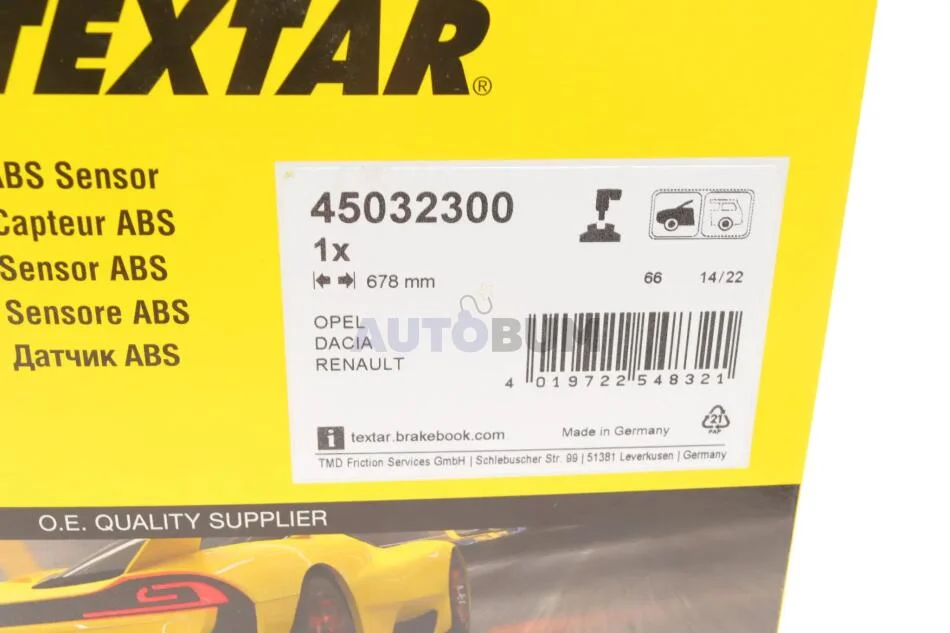 TEXTAR®
ABS Sensor
Capteur ABS
Sensor ABS
Sensore ABS
Датчик ABS
45032300
1x
678 mm
66 14/22
OPEL
DACIA
RENAULT
AUTOBUM
4 019722 548321
21
PAP
i textar.brakebook.com
Made in Germany
TMD Friction Services GmbH | Schlebuscher Str. 99 | 51381 Leverkusen | Germany
O.E. QUALITY SUPPLIER